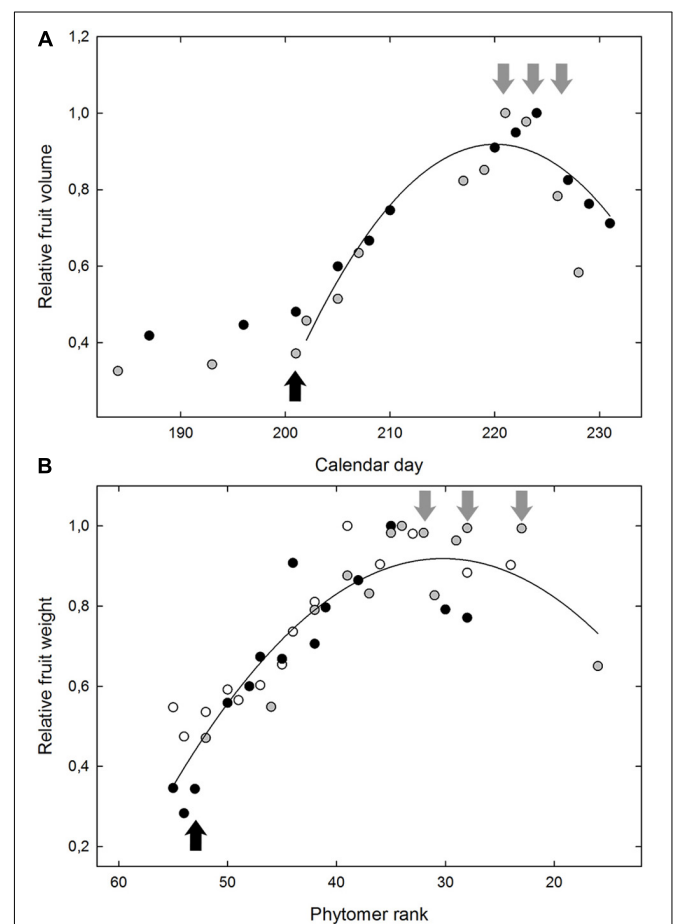 A
1,2
1,0
0,8
0,6
0,4
Relative fruit volume
190 200 210 220 230
Calendar day
B
1,0
0,8
0,6
0,4
0,2
Relative fruit weight
60 50 40 30 20
Phytomer rank